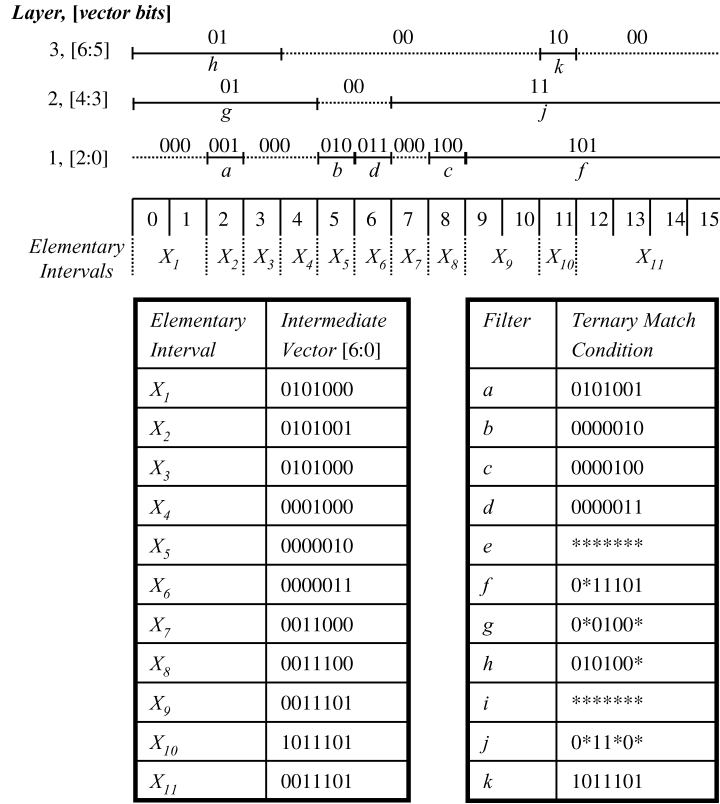 Layer, [vector bits]
3, [6:5] 01 00 10 00
h k
2, [4:3] 01 00 11
g j
1, [2:0] 000 001 000 010 011 000 100 101
a b d c f
0 1 2 3 4 5 6 7 8 9 10 11 12 13 14 15
Elementary Intervals X1 X2 X3 X4 X5 X6 X7 X8 X9 X10 X11
Elementary Interval Intermediate Vector [6:0]
X1 0101000
X2 0101001
X3 0101000
X4 0001000
X5 0000010
X6 0000011
X7 0011000
X8 0011100
X9 0011101
X10 1011101
X11 0011101
Filter Ternary Match Condition
a 0101001
b 0000010
c 0000100
d 0000011
e *******
f 0*11101
g 0*0100*
h 010100*
i *******
j 0*11*0*
k 1011101